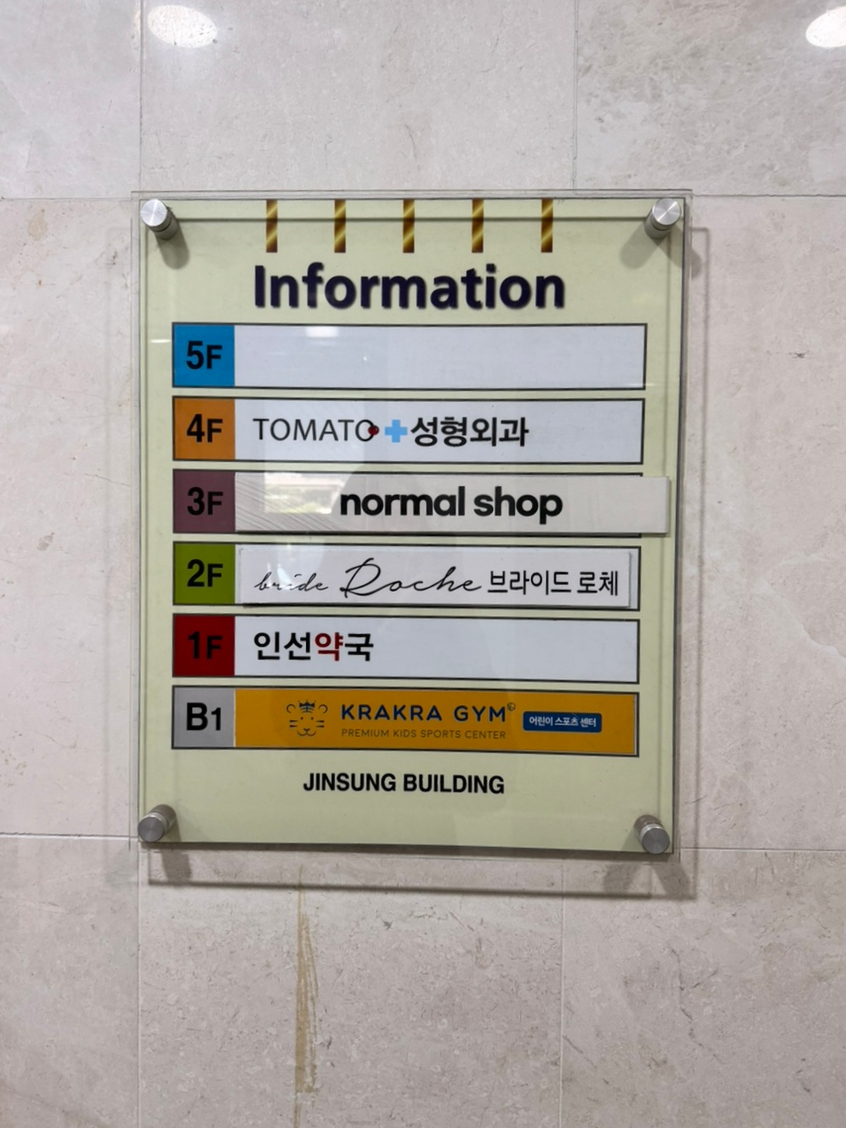 Information
5F
4F TOMATO 성형외과
3F normal shop
2F bride Roche 브라이드 로체
1F 인선약국
B1 KRAKRA GYM 어린이 스포츠 센터
PREMIUM KIDS SPORTS CENTER
JINSUNG BUILDING